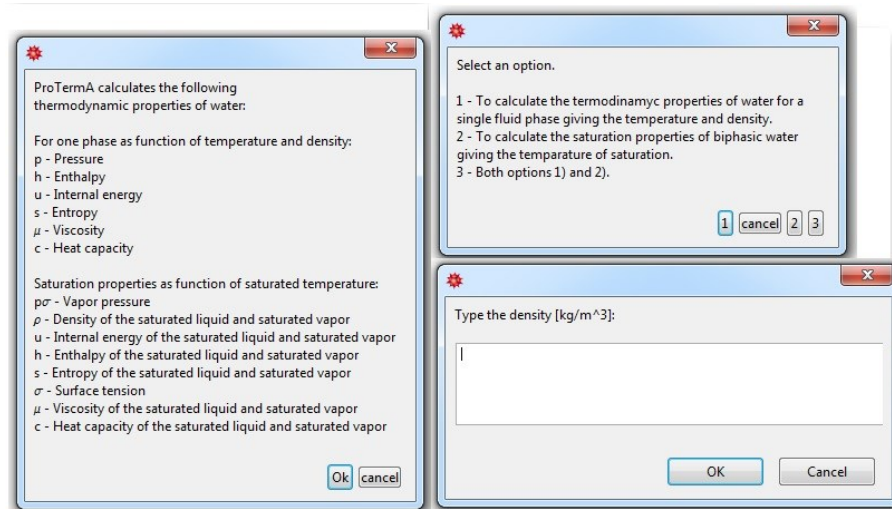 ProTermA calculates the following
thermodynamic properties of water:
For one phase as function of temperature and density:
p - Pressure
h - Enthalpy
u - Internal energy
s - Entropy
μ - Viscosity
c - Heat capacity
Saturation properties as function of saturated temperature:
pσ - Vapor pressure
ρ - Density of the saturated liquid and saturated vapor
u - Internal energy of the saturated liquid and saturated vapor
h - Enthalpy of the saturated liquid and saturated vapor
s - Entropy of the saturated liquid and saturated vapor
σ - Surface tension
μ - Viscosity of the saturated liquid and saturated vapor
c - Heat capacity of the saturated liquid and saturated vapor
Ok cancel
Select an option.
1 - To calculate the termodinamyc properties of water for a
single fluid phase giving the temperature and density.
2 - To calculate the saturation properties of biphasic water
giving the temparature of saturation.
3 - Both options 1) and 2).
1 cancel 2 3
Type the density [kg/m^3]:
OK Cancel